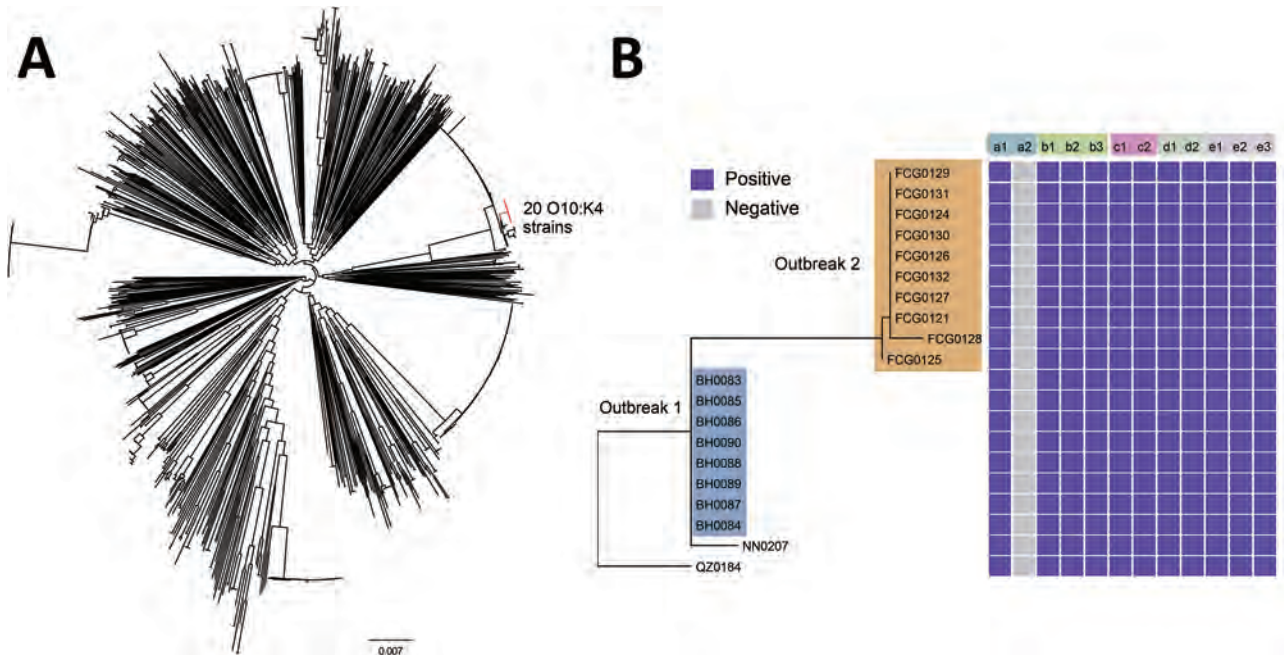 A
20 O10:K4
strains
0.007
B
Positive
Negative
a1 a2 b1 b2 b3 c1 c2 d1 d2 e1 e2 e3
Outbreak 2
FCG0129
FCG0131
FCG0124
FCG0130
FCG0126
FCG0132
FCG0127
FCG0121
FCG0128
FCG0125
Outbreak 1
BH0083
BH0085
BH0086
BH0090
BH0088
BH0089
BH0087
BH0084
NN0207
QZ0184